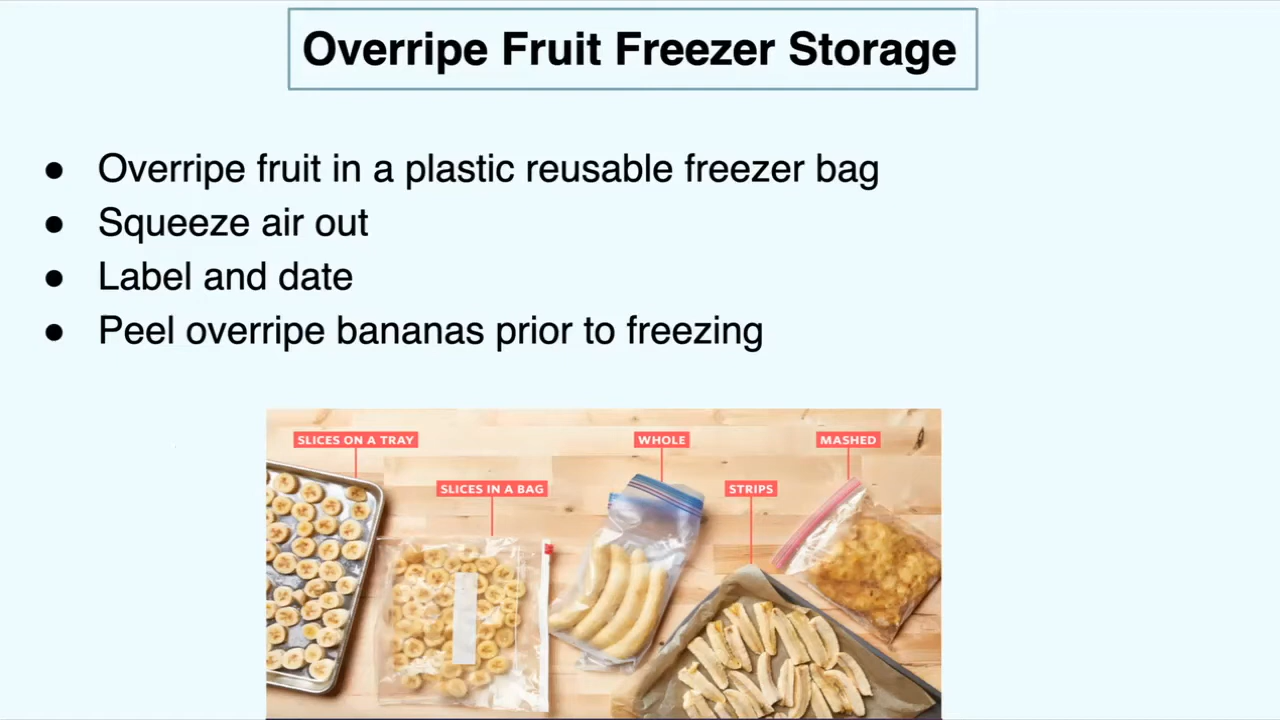 Overripe Fruit Freezer Storage
● Overripe fruit in a plastic reusable freezer bag
● Squeeze air out
● Label and date
● Peel overripe bananas prior to freezing
SLICES ON A TRAY
WHOLE
MASHED
SLICES IN A BAG
STRIPS